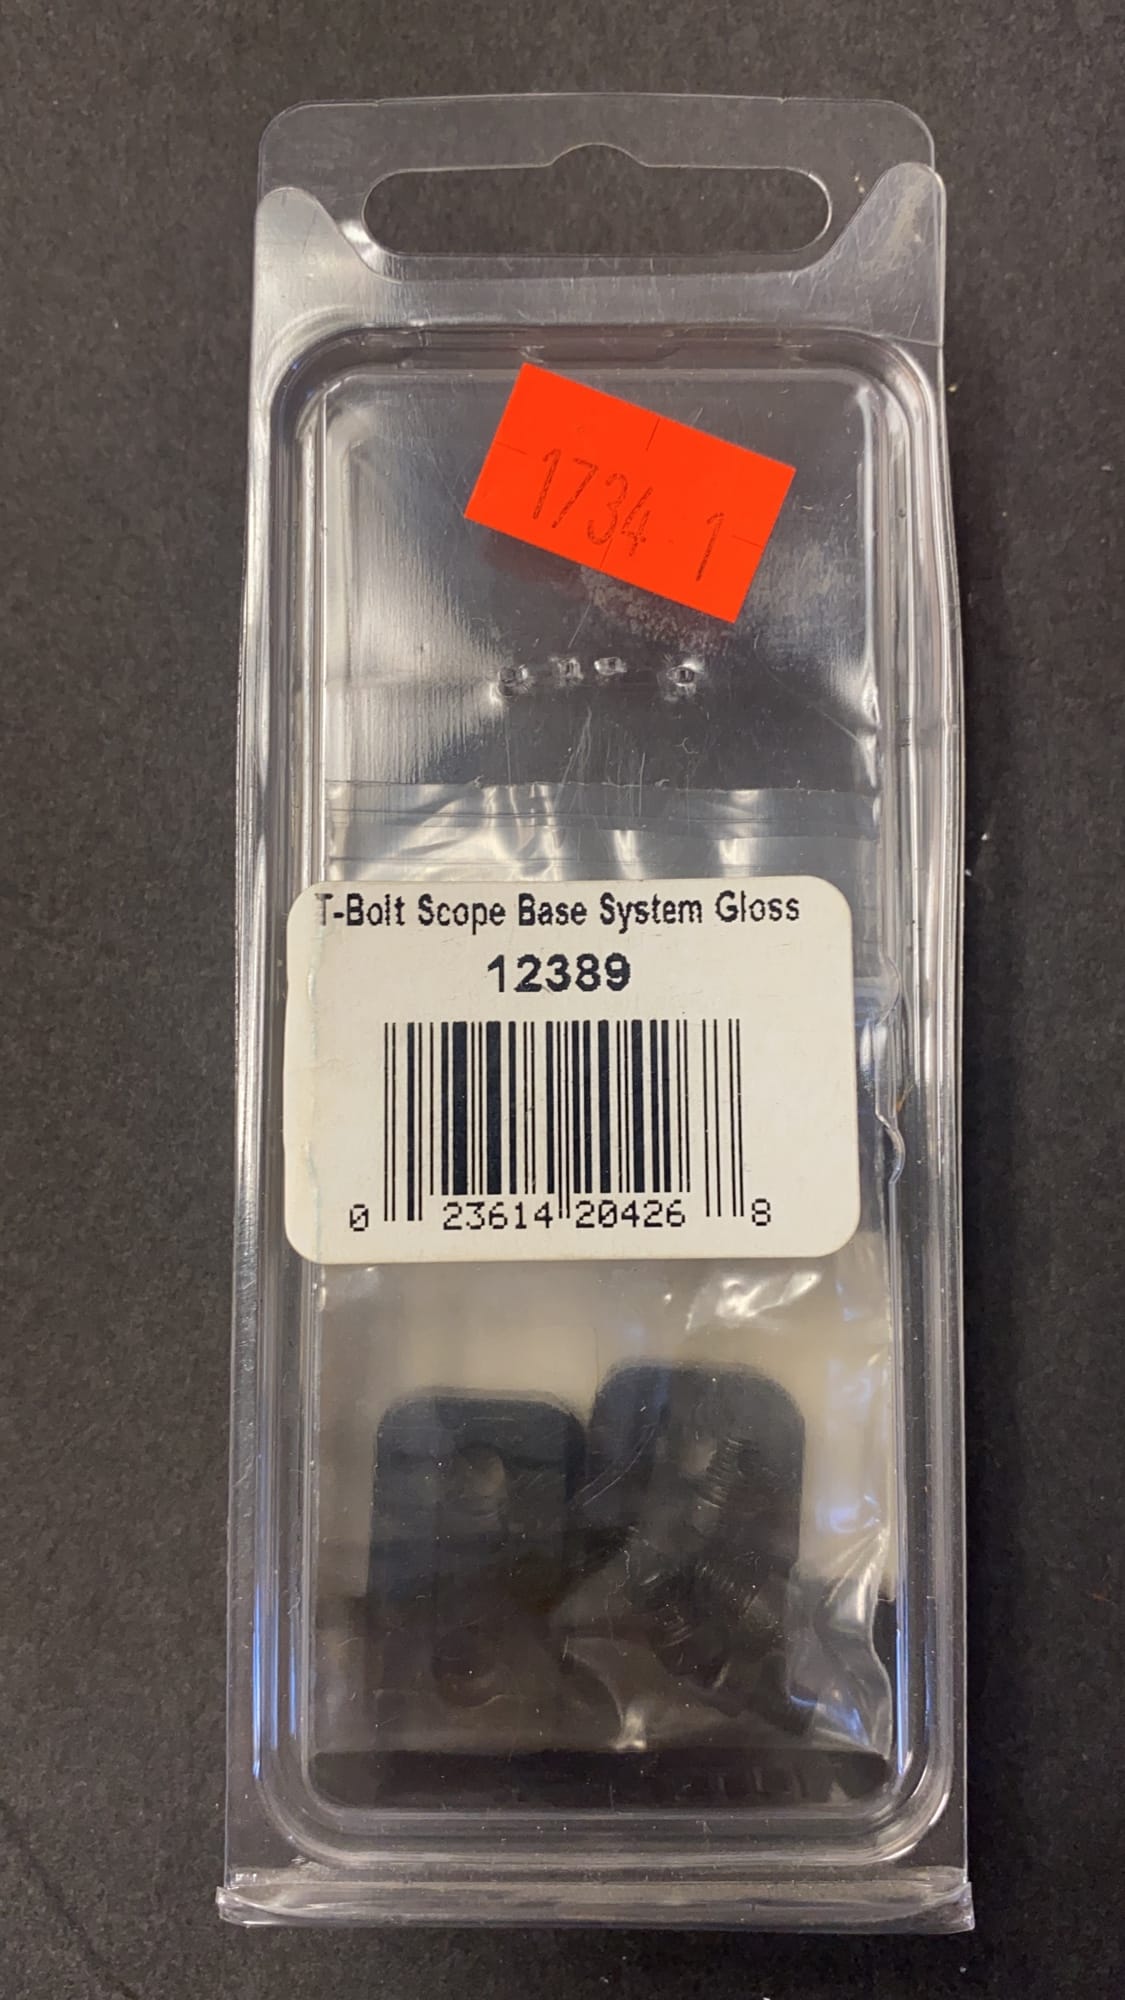 1734 1
T-Bolt Scope Base System Gloss
12389
0 23614 20426 8